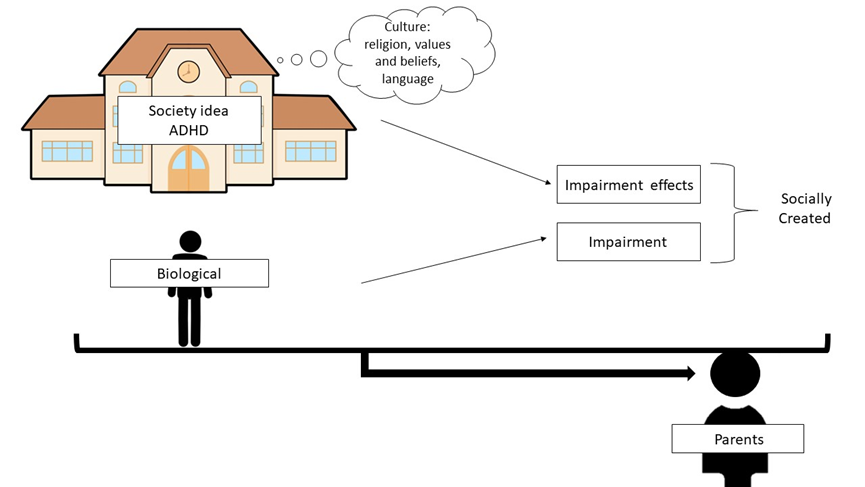 Culture:
religion, values
and beliefs,
language
Society idea
ADHD
Impairment effects
Socially
Created
Impairment
Biological
Parents